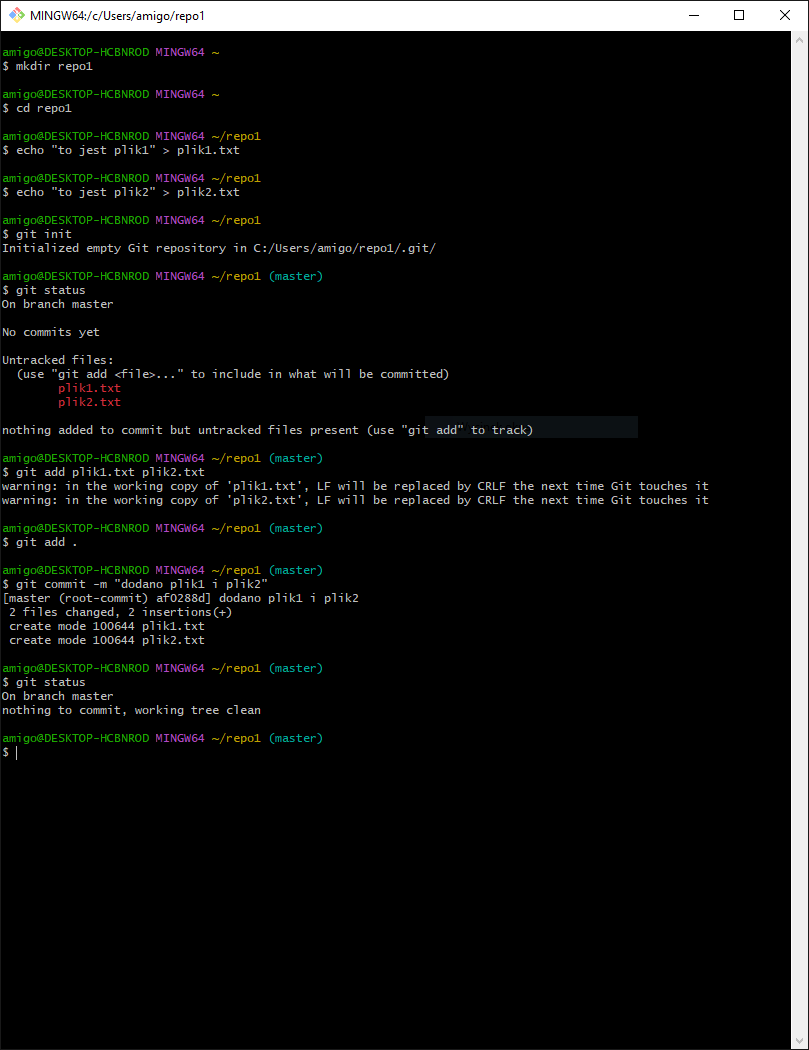 MINGW64:/c/Users/amigo/repo1
amigo@DESKTOP-HCBNROD MINGW64 ~
$ mkdir repo1
amigo@DESKTOP-HCBNROD MINGW64 ~
$ cd repo1
amigo@DESKTOP-HCBNROD MINGW64 ~/repo1
$ echo "to jest plik1" > plik1.txt
amigo@DESKTOP-HCBNROD MINGW64 ~/repo1
$ echo "to jest plik2" > plik2.txt
amigo@DESKTOP-HCBNROD MINGW64 ~/repo1
$ git init
Initialized empty Git repository in C:/Users/amigo/repo1/.git/
amigo@DESKTOP-HCBNROD MINGW64 ~/repo1 (master)
$ git status
On branch master
No commits yet
Untracked files:
  (use "git add <file>..." to include in what will be committed)
        plik1.txt
        plik2.txt
nothing added to commit but untracked files present (use "git add" to track)
amigo@DESKTOP-HCBNROD MINGW64 ~/repo1 (master)
$ git add plik1.txt plik2.txt
warning: in the working copy of 'plik1.txt', LF will be replaced by CRLF the next time Git touches it
warning: in the working copy of 'plik2.txt', LF will be replaced by CRLF the next time Git touches it
amigo@DESKTOP-HCBNROD MINGW64 ~/repo1 (master)
$ git add .
amigo@DESKTOP-HCBNROD MINGW64 ~/repo1 (master)
$ git commit -m "dodano plik1 i plik2"
[master (root-commit) af0288d] dodano plik1 i plik2
 2 files changed, 2 insertions(+)
 create mode 100644 plik1.txt
 create mode 100644 plik2.txt
amigo@DESKTOP-HCBNROD MINGW64 ~/repo1 (master)
$ git status
On branch master
nothing to commit, working tree clean
amigo@DESKTOP-HCBNROD MINGW64 ~/repo1 (master)
$